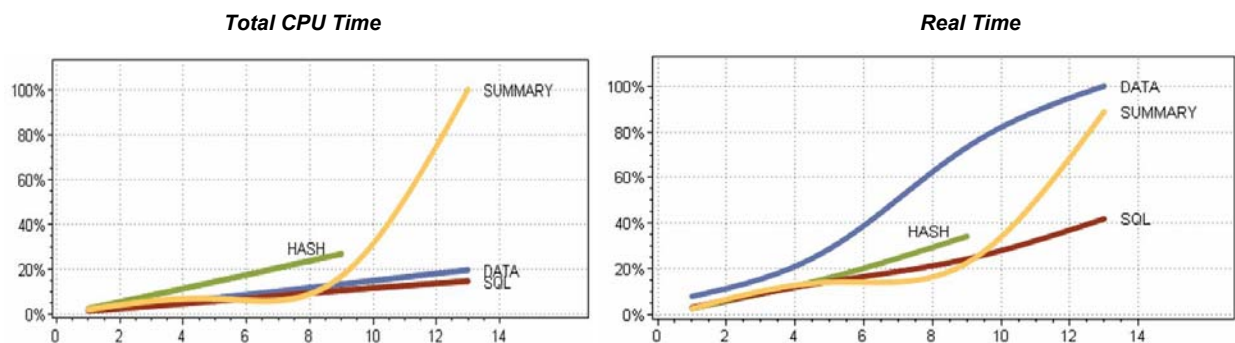 Total CPU Time
100%
80%
60%
40%
20%
0%
SUMMARY
HASH
DATA
SQL
0 2 4 6 8 10 12 14
Real Time
100%
80%
60%
40%
20%
0%
DATA
SUMMARY
SQL
HASH
0 2 4 6 8 10 12 14